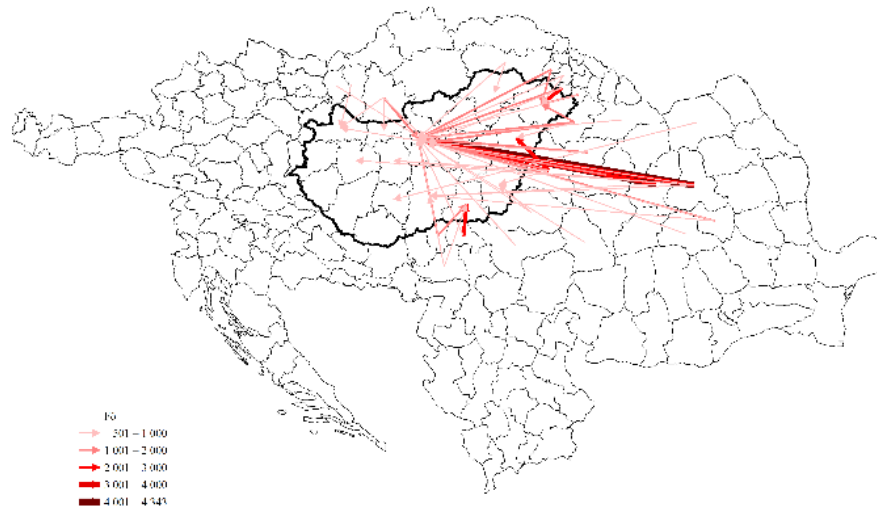 Fő
501 – 1 000
1 001 – 2 000
2 001 – 3 000
3 001 – 4 000
4 001 – 4 343